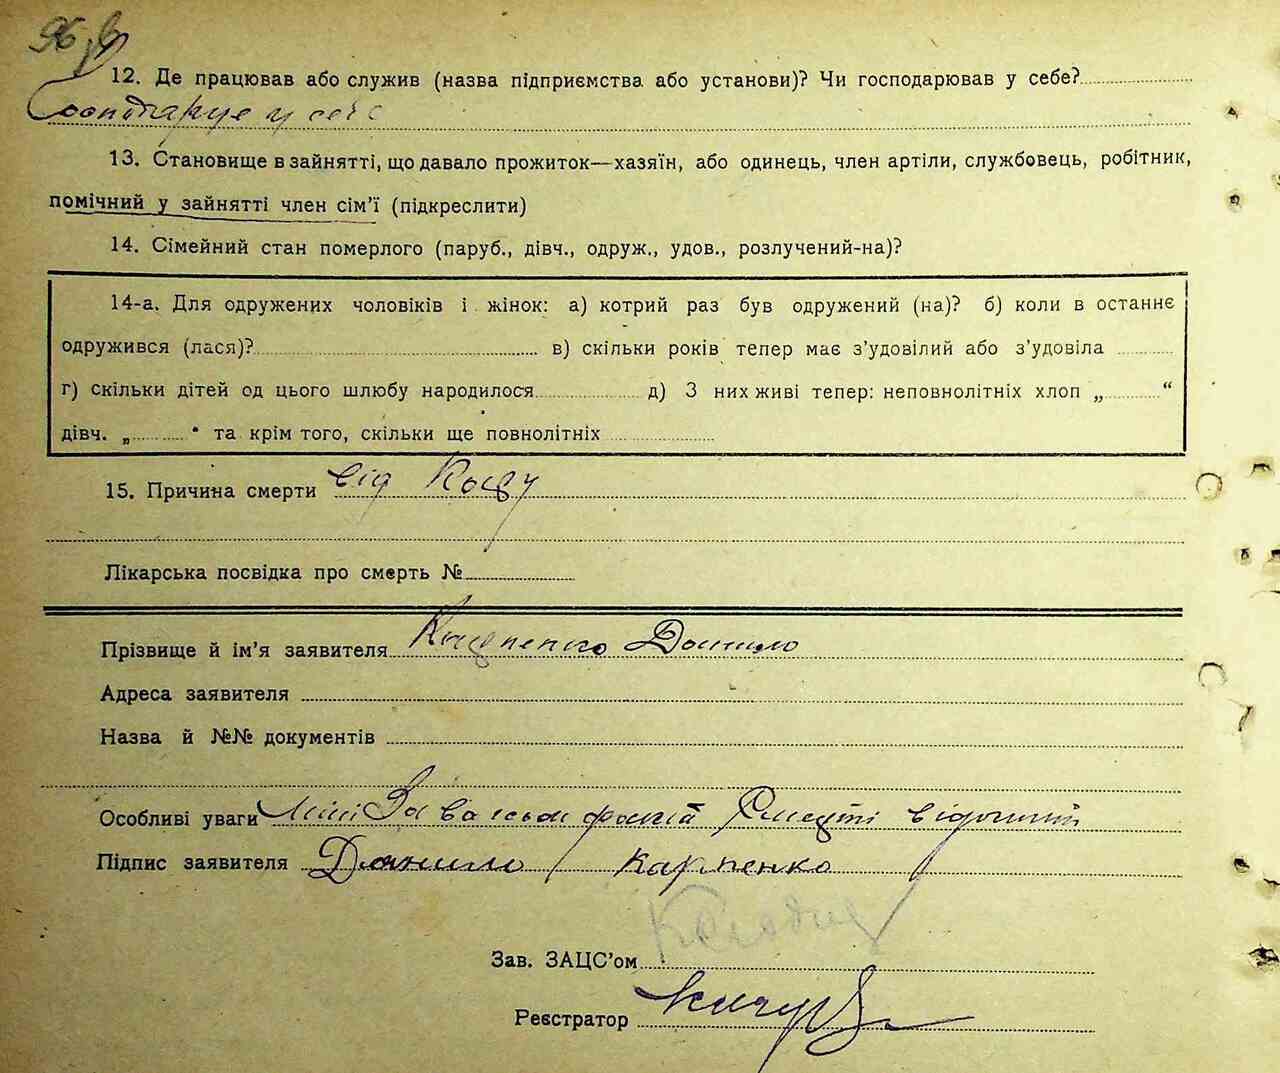 12. Де працював або служив (назва підприємства або установи)? Чи господарював у себе?
Господарує у себе
13. Становище в зайнятті, що давало прожиток—хазяїн, або одинець, член артіли, службовець, робітник,
помічний у зайнятті член сім'ї (підкреслити)
14. Сімейний стан померлого (паруб., дівч., одруж., удов., розлучений-на)?
14-а. Для одружених чоловіків і жінок: а) котрий раз був одружений (на)? б) коли в останнє
одружився (лася)? в) скільки років тепер має з'удовілий або з'удовіла
г) скільки дітей од цього шлюбу народилося д) З них живі тепер: неповнолітніх хлоп „ “
дівч. „ “ та крім того, скільки ще повнолітніх
15. Причина смерти від
Лікарська посвідка про смерть №
Прізвище й ім'я заявителя Карпенко Данило
Адреса заявителя
Назва й №№ документів
Особливі уваги мені За
Підпис заявителя Данило Карпенко
Зав. ЗАЦС'ом
Реєстратор